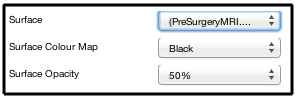 Surface (PreSurgeryMRI....
Surface Colour Map Black
Surface Opacity 50%